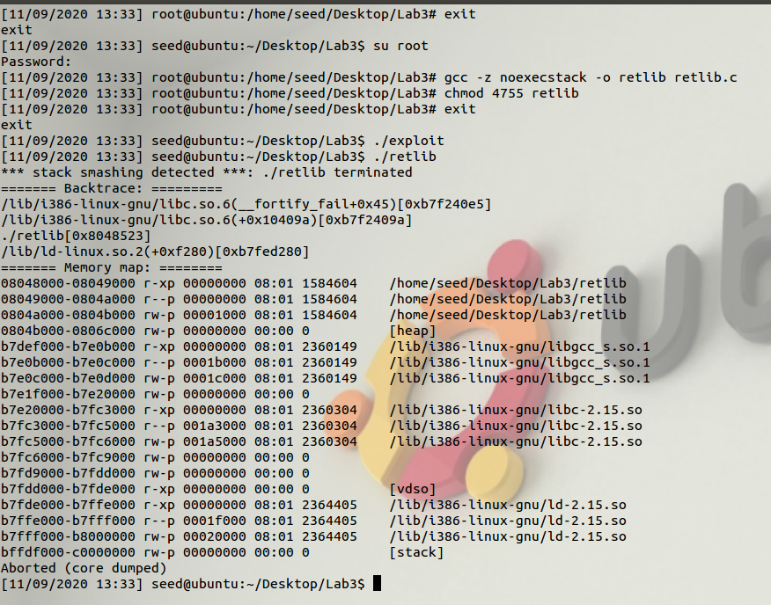 [11/09/2020 13:33] root@ubuntu:/home/seed/Desktop/Lab3# exit
exit
[11/09/2020 13:33] seed@ubuntu:~/Desktop/Lab3$ su root
Password:
[11/09/2020 13:33] root@ubuntu:/home/seed/Desktop/Lab3# gcc -z noexecstack -o retlib retlib.c
[11/09/2020 13:33] root@ubuntu:/home/seed/Desktop/Lab3# chmod 4755 retlib
[11/09/2020 13:33] root@ubuntu:/home/seed/Desktop/Lab3# exit
exit
[11/09/2020 13:33] seed@ubuntu:~/Desktop/Lab3$ ./exploit
[11/09/2020 13:33] seed@ubuntu:~/Desktop/Lab3$ ./retlib
*** stack smashing detected ***: ./retlib terminated
======= Backtrace: =========
/lib/i386-linux-gnu/libc.so.6(__fortify_fail+0x45)[0xb7f240e5]
/lib/i386-linux-gnu/libc.so.6(+0x10409a)[0xb7f2409a]
./retlib[0x8048523]
/lib/ld-linux.so.2(+0xf280)[0xb7fed280]
======= Memory map: ========
08048000-08049000 r-xp 00000000 08:01 1584604    /home/seed/Desktop/Lab3/retlib
08049000-0804a000 r--p 00000000 08:01 1584604    /home/seed/Desktop/Lab3/retlib
0804a000-0804b000 rw-p 00001000 08:01 1584604    /home/seed/Desktop/Lab3/retlib
0804b000-0806c000 rw-p 00000000 00:00 0          [heap]
b7def000-b7e0b000 r-xp 00000000 08:01 2360149    /lib/i386-linux-gnu/libgcc_s.so.1
b7e0b000-b7e0c000 r--p 0001b000 08:01 2360149    /lib/i386-linux-gnu/libgcc_s.so.1
b7e0c000-b7e0d000 rw-p 0001c000 08:01 2360149    /lib/i386-linux-gnu/libgcc_s.so.1
b7e1f000-b7e20000 rw-p 00000000 00:00 0
b7e20000-b7fc3000 r-xp 00000000 08:01 2360304    /lib/i386-linux-gnu/libc-2.15.so
b7fc3000-b7fc5000 r--p 001a3000 08:01 2360304    /lib/i386-linux-gnu/libc-2.15.so
b7fc5000-b7fc6000 rw-p 001a5000 08:01 2360304    /lib/i386-linux-gnu/libc-2.15.so
b7fc6000-b7fc9000 rw-p 00000000 00:00 0
b7fd9000-b7fdd000 rw-p 00000000 00:00 0
b7fdd000-b7fde000 r-xp 00000000 00:00 0          [vdso]
b7fde000-b7ffe000 r-xp 00000000 08:01 2364405    /lib/i386-linux-gnu/ld-2.15.so
b7ffe000-b7fff000 r--p 0001f000 08:01 2364405    /lib/i386-linux-gnu/ld-2.15.so
b7fff000-b8000000 rw-p 00020000 08:01 2364405    /lib/i386-linux-gnu/ld-2.15.so
bffdf000-c0000000 rw-p 00000000 00:00 0          [stack]
Aborted (core dumped)
[11/09/2020 13:33] seed@ubuntu:~/Desktop/Lab3$
ub